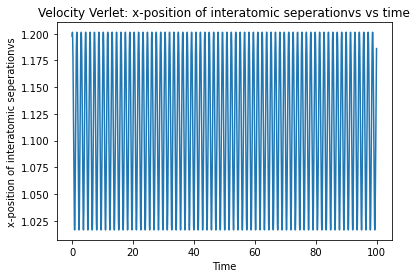 Velocity Verlet: x-position of interatomic seperationvs vs time
x-position of interatomic seperationvs
1.200
1.175
1.150
1.125
1.100
1.075
1.050
1.025
0 20 40 60 80 100
Time